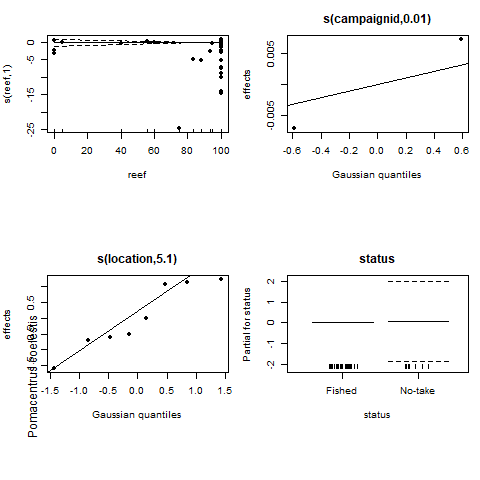 s(campaignid,0.01)
s(reef,1)
0
-5
-15
-25
0 20 40 60 80 100
reef
effects
0.005
-0.005
-0.6 -0.4 -0.2 0.0 0.2 0.4 0.6
Gaussian quantiles
s(location,5.1)
status
effects
0.5
-1.5 -1.0 -0.5 0.0 0.5 1.0 1.5
Gaussian quantiles
Pomacentrus coelestis
Partial for status
2
1
0
-1
-2
Fished No-take
status